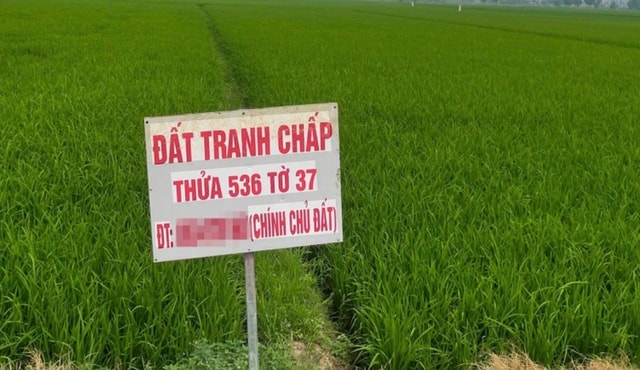 ĐẤT TRANH CHẤP
THỬA 536 TỜ 37
ĐT: (CHÍNH CHỦ ĐẤT)